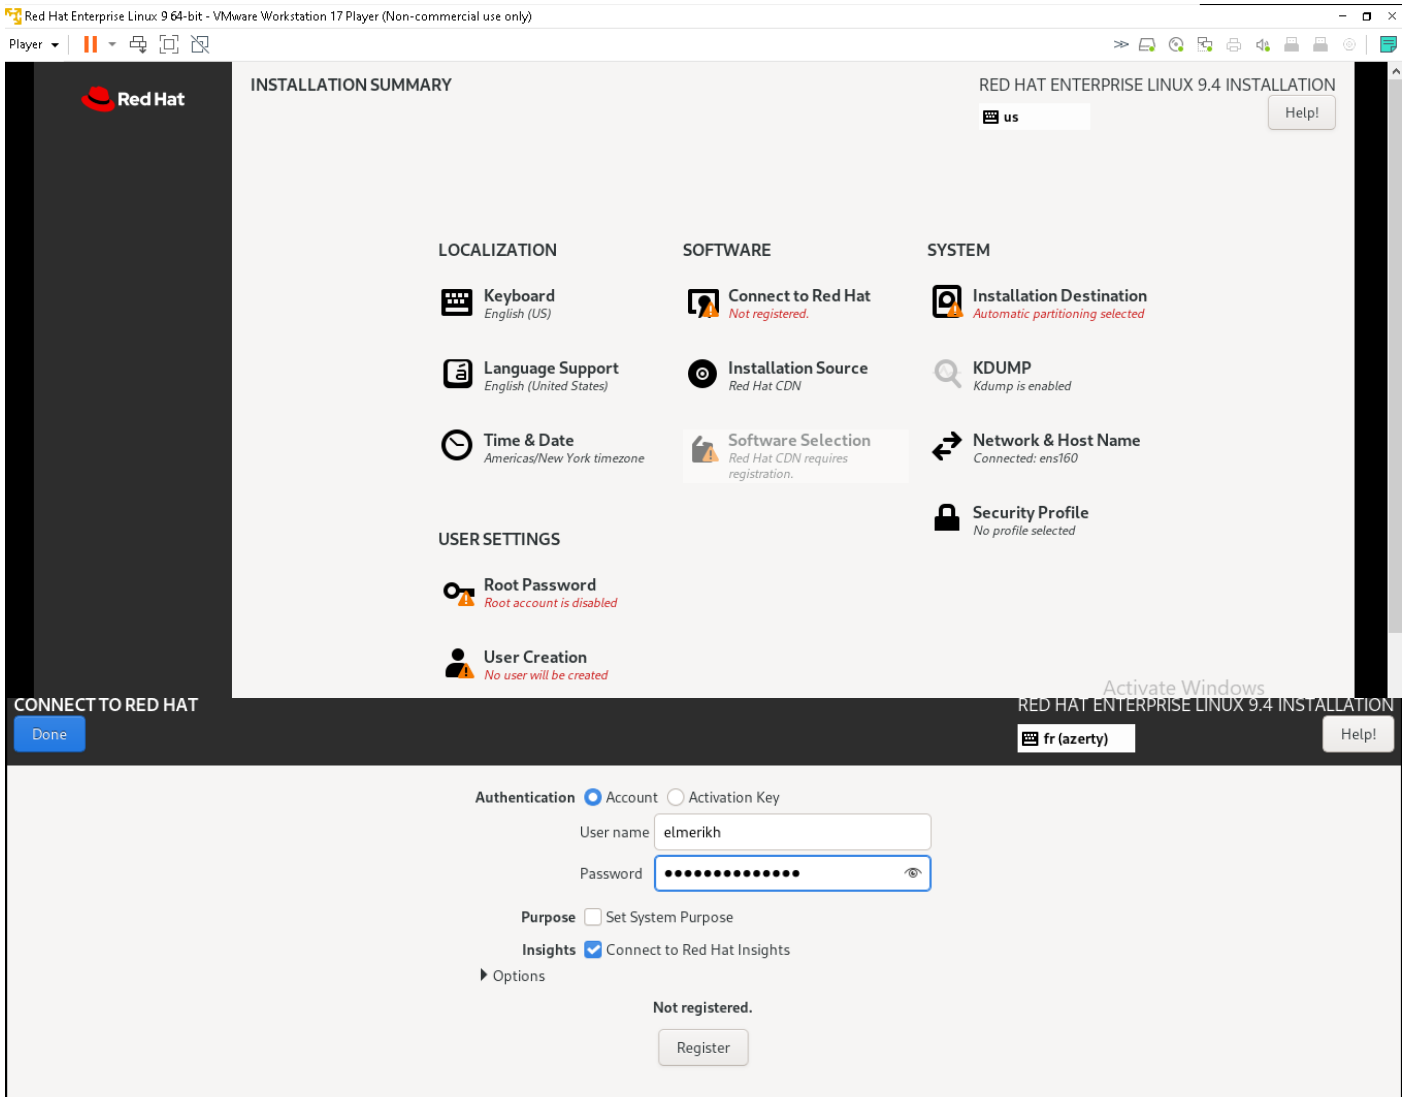 Red Hat Enterprise Linux 9 64-bit - VMware Workstation 17 Player (Non-commercial use only)
Player
Red Hat
INSTALLATION SUMMARY
RED HAT ENTERPRISE LINUX 9.4 INSTALLATION
us
Help!
LOCALIZATION
Keyboard
English (US)
Language Support
English (United States)
Time & Date
Americas/New York timezone
SOFTWARE
Connect to Red Hat
Not registered.
Installation Source
Red Hat CDN
Software Selection
Red Hat CDN requires
registration.
SYSTEM
Installation Destination
Automatic partitioning selected
KDUMP
Kdump is enabled
Network & Host Name
Connected: ens160
Security Profile
No profile selected
USER SETTINGS
Root Password
Root account is disabled
User Creation
No user will be created
Activate Windows
CONNECT TO RED HAT
RED HAT ENTERPRISE LINUX 9.4 INSTALLATION
Done
fr (azerty)
Help!
Authentication Account Activation Key
User name elmerikh
Password ●●●●●●●●●●●●●●
Purpose Set System Purpose
Insights Connect to Red Hat Insights
Options
Not registered.
Register